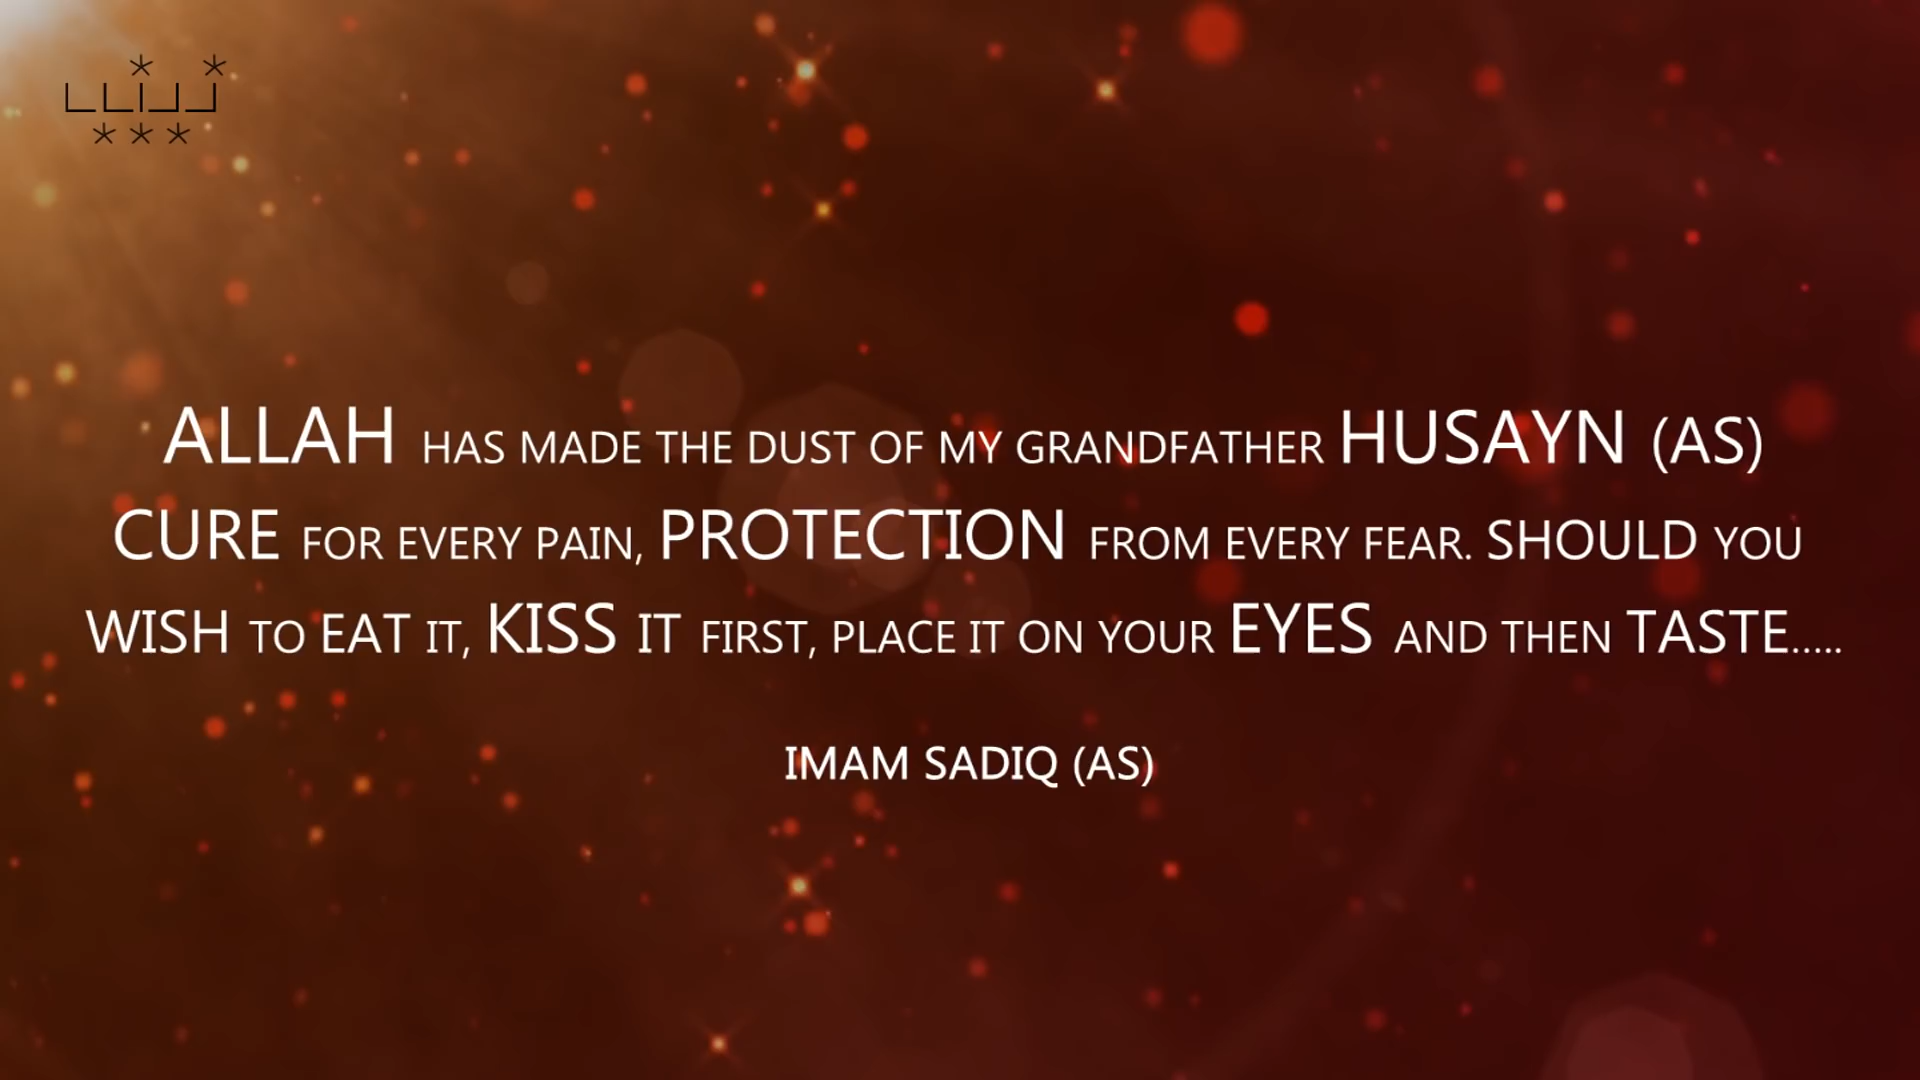 ALLAH HAS MADE THE DUST OF MY GRANDFATHER HUSAYN (AS)
CURE FOR EVERY PAIN, PROTECTION FROM EVERY FEAR. SHOULD YOU
WISH TO EAT IT, KISS IT FIRST, PLACE IT ON YOUR EYES AND THEN TASTE.....
IMAM SADIQ (AS)